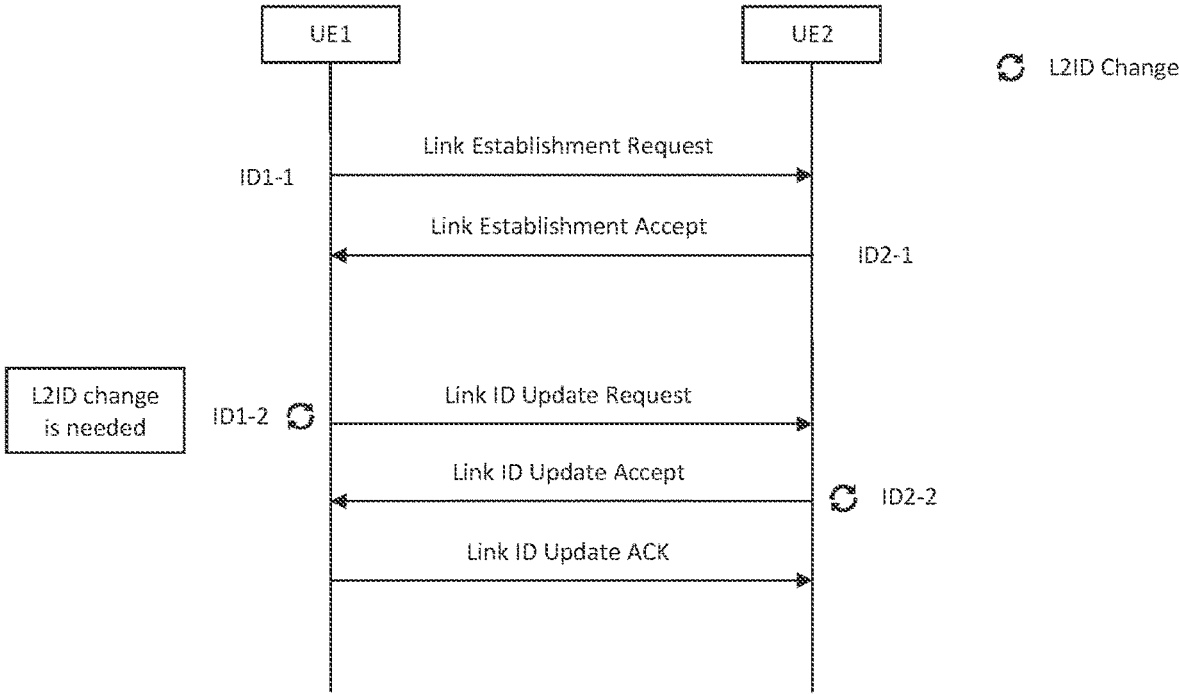 UE1
UE2
L2ID Change
Link Establishment Request
ID1-1
Link Establishment Accept
ID2-1
L2ID change
is needed
ID1-2
Link ID Update Request
Link ID Update Accept
ID2-2
Link ID Update ACK